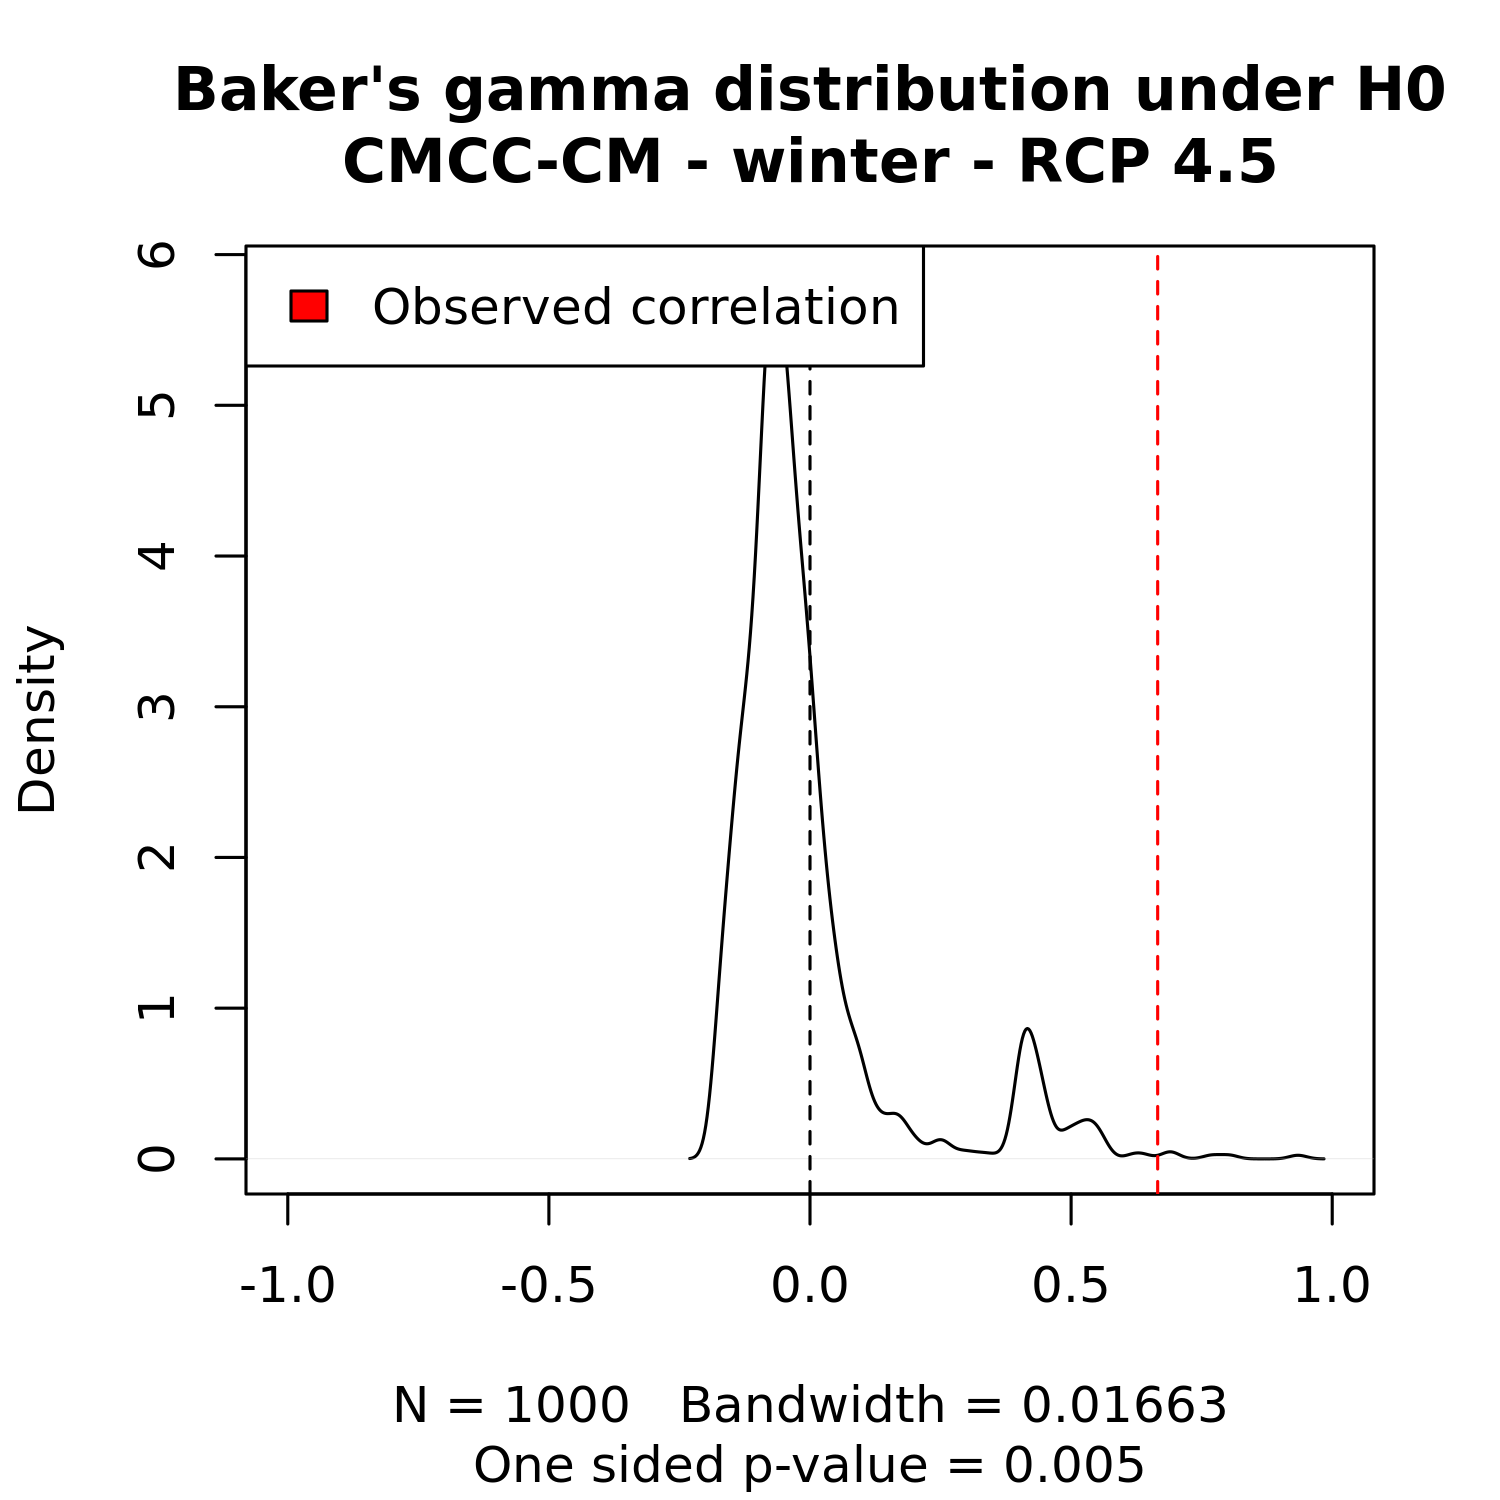 Baker's gamma distribution under H0
CMCC-CM - winter - RCP 4.5
Observed correlation
Density
6
5
4
3
2
1
0
-1.0 -0.5 0.0 0.5 1.0
N = 1000 Bandwidth = 0.01663
One sided p-value = 0.005